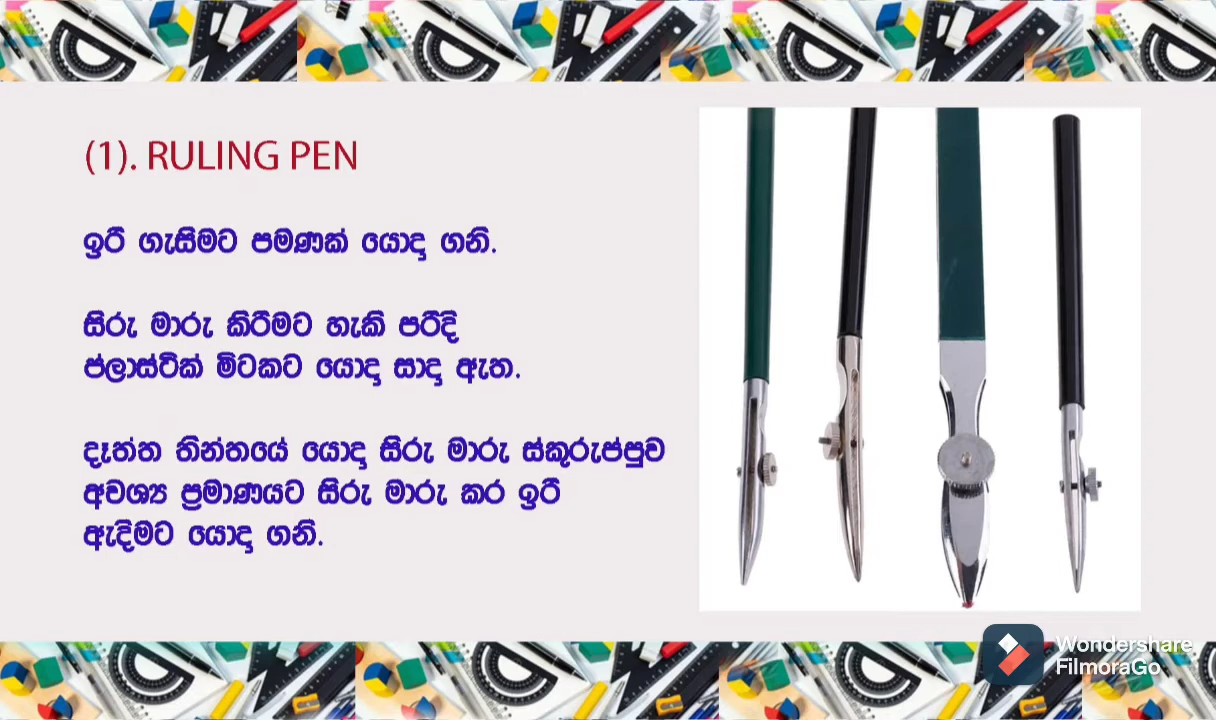 (1). RULING PEN
ඉරි ගැසීමට පමණක් යොදා ගනී.
සිරු මාරු කිරීමට හැකි පරිදි
ප්ලාස්ටික් මිටකට යොදා සාදා ඇත.
දෑත්ත තින්තයේ යොදා සිරු මාරු ස්කුරුප්පුව
අවශ්‍ය ප්‍රමාණයට සිරු මාරු කර ඉරි
ඇදීමට යොදා ගනී.
Wondershare
FilmoraGo